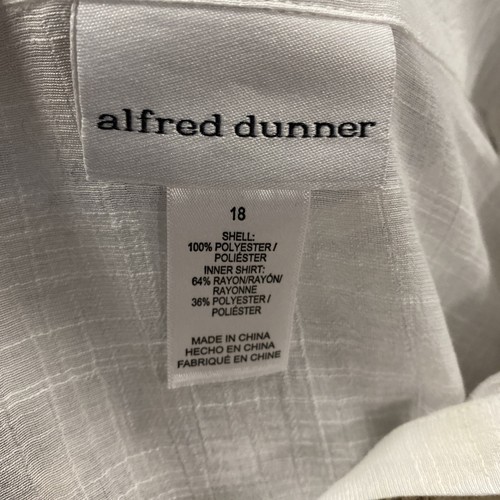 alfred dunner
18
SHELL:
100% POLYESTER/
POLIÉSTER
INNER SHIRT:
64% RAYON/RAYÓN/
RAYONNE
36% POLYESTER/
POLIÉSTER
MADE IN CHINA
HECHO EN CHINA
FABRIQUÉ EN CHINE